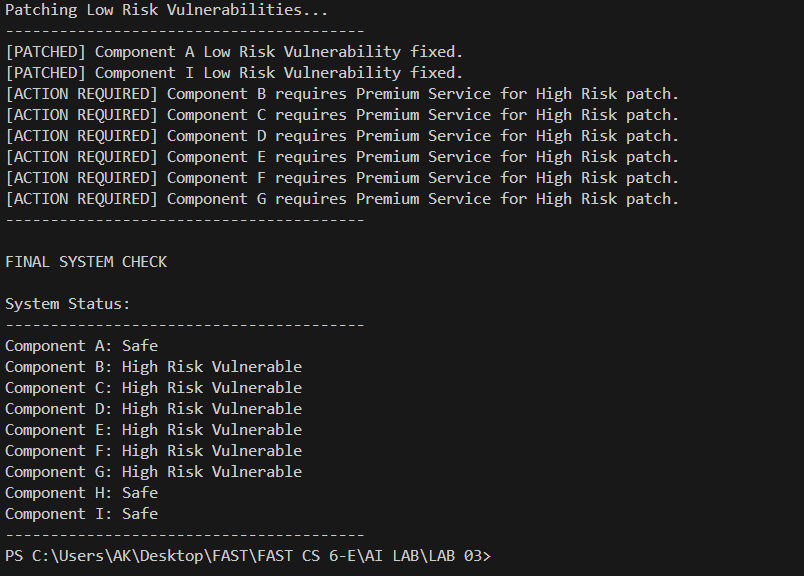 Patching Low Risk Vulnerabilities...
----------------------------------------
[PATCHED] Component A Low Risk Vulnerability fixed.
[PATCHED] Component I Low Risk Vulnerability fixed.
[ACTION REQUIRED] Component B requires Premium Service for High Risk patch.
[ACTION REQUIRED] Component C requires Premium Service for High Risk patch.
[ACTION REQUIRED] Component D requires Premium Service for High Risk patch.
[ACTION REQUIRED] Component E requires Premium Service for High Risk patch.
[ACTION REQUIRED] Component F requires Premium Service for High Risk patch.
[ACTION REQUIRED] Component G requires Premium Service for High Risk patch.
----------------------------------------
FINAL SYSTEM CHECK
System Status:
----------------------------------------
Component A: Safe
Component B: High Risk Vulnerable
Component C: High Risk Vulnerable
Component D: High Risk Vulnerable
Component E: High Risk Vulnerable
Component F: High Risk Vulnerable
Component G: High Risk Vulnerable
Component H: Safe
Component I: Safe
----------------------------------------
PS C:\Users\AK\Desktop\FAST\FAST CS 6-E\AI LAB\LAB 03>